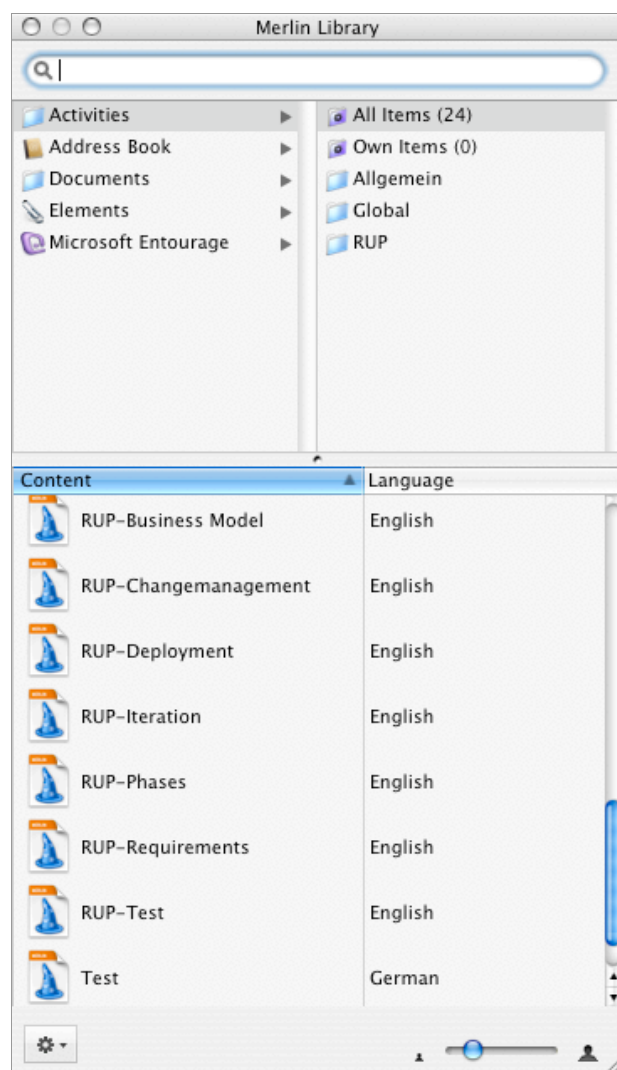 Merlin Library
Activities
Address Book
Documents
Elements
Microsoft Entourage
All Items (24)
Own Items (0)
Allgemein
Global
RUP
Content Language
RUP-Business Model English
RUP-Changemanagement English
RUP-Deployment English
RUP-Iteration English
RUP-Phases English
RUP-Requirements English
RUP-Test English
Test German